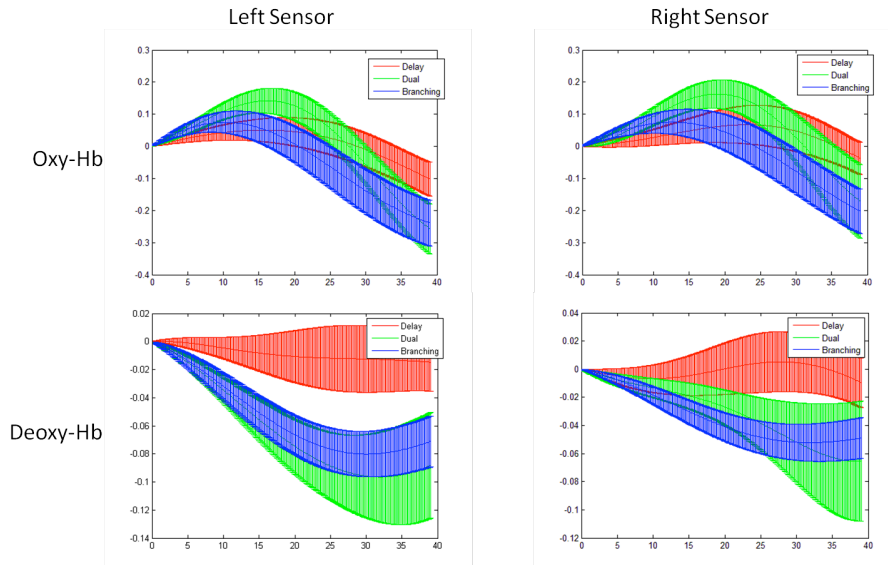 Left Sensor
Right Sensor
Oxy-Hb
0.3
0.2
0.1
0
-0.1
-0.2
-0.3
-0.4
0 5 10 15 20 25 30 35 40
Delay
Dual
Branching
0.3
0.2
0.1
0
-0.1
-0.2
-0.3
-0.4
0 5 10 15 20 25 30 35 40
Delay
Dual
Branching
Deoxy-Hb
0.02
0
-0.02
-0.04
-0.06
-0.08
-0.1
-0.12
-0.14
0 5 10 15 20 25 30 35 40
Delay
Dual
Branching
0.04
0.02
0
-0.02
-0.04
-0.06
-0.08
-0.1
-0.12
0 5 10 15 20 25 30 35 40
Delay
Dual
Branching